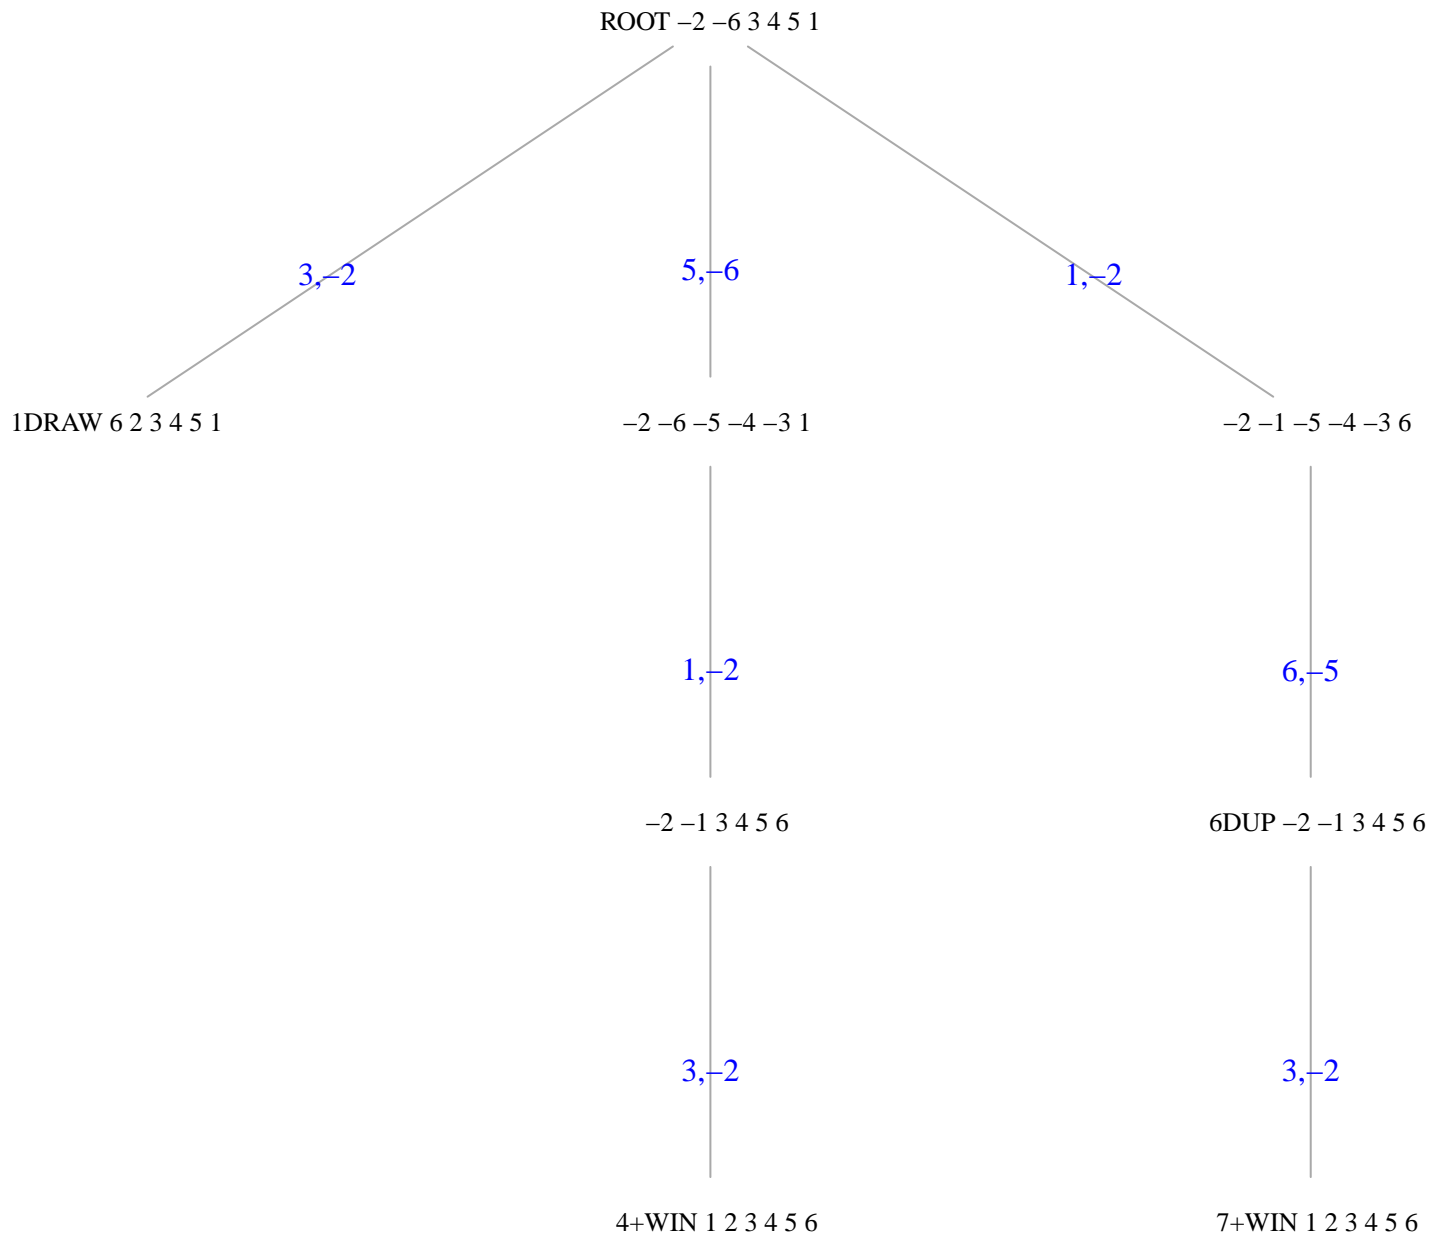 ROOT –2 –6 3 4 5 1
3,–2
5,–6
1,–2
1DRAW 6 2 3 4 5 1
–2 –6 –5 –4 –3 1
–2 –1 –5 –4 –3 6
1,–2
6,–5
–2 –1 3 4 5 6
6DUP –2 –1 3 4 5 6
3,–2
3,–2
4+WIN 1 2 3 4 5 6
7+WIN 1 2 3 4 5 6